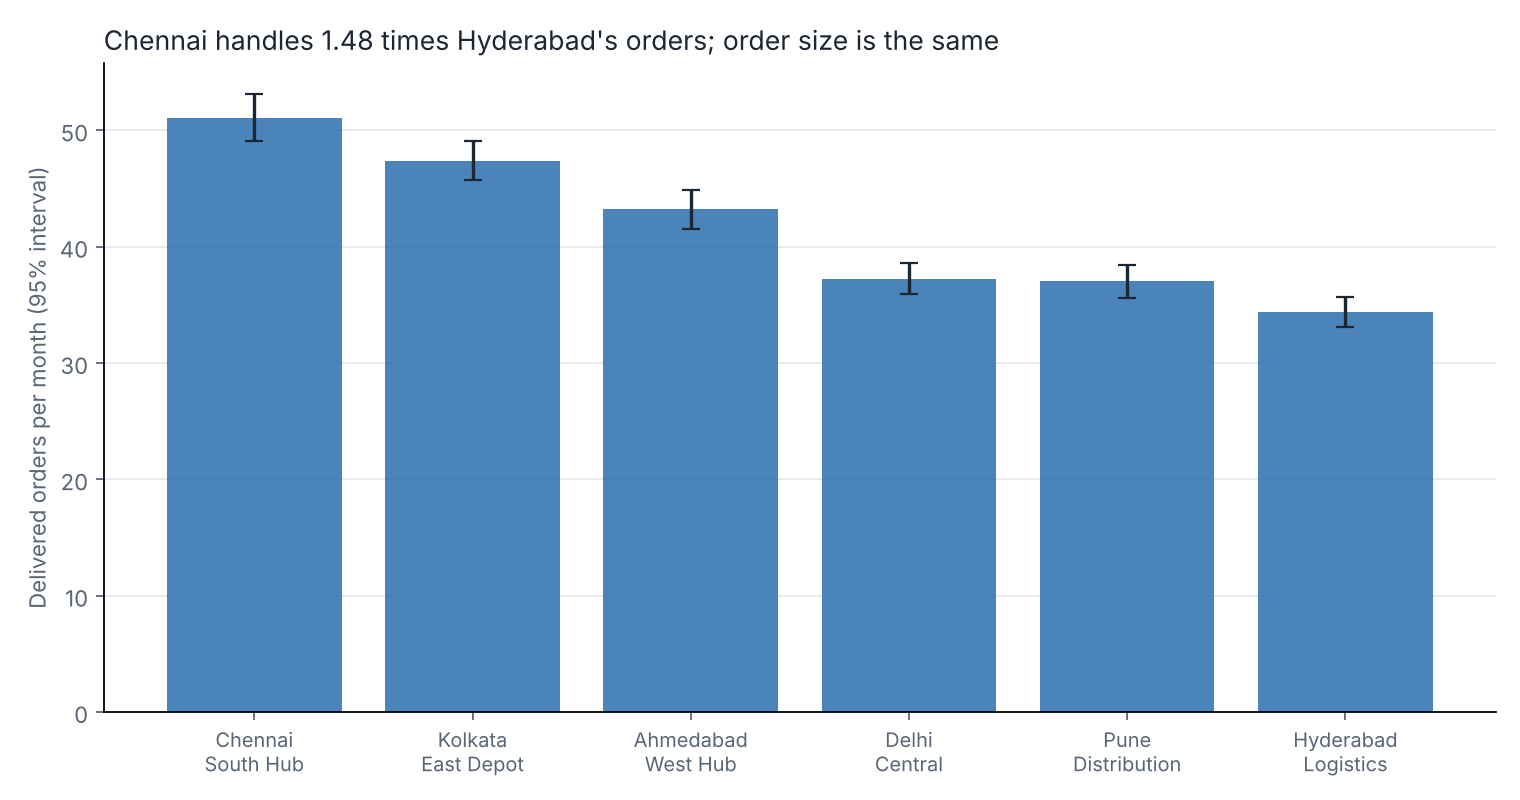 Chennai handles 1.48 times Hyderabad's orders; order size is the same
Delivered orders per month (95% interval)
50
40
30
20
10
0
Chennai
South Hub
Kolkata
East Depot
Ahmedabad
West Hub
Delhi
Central
Pune
Distribution
Hyderabad
Logistics